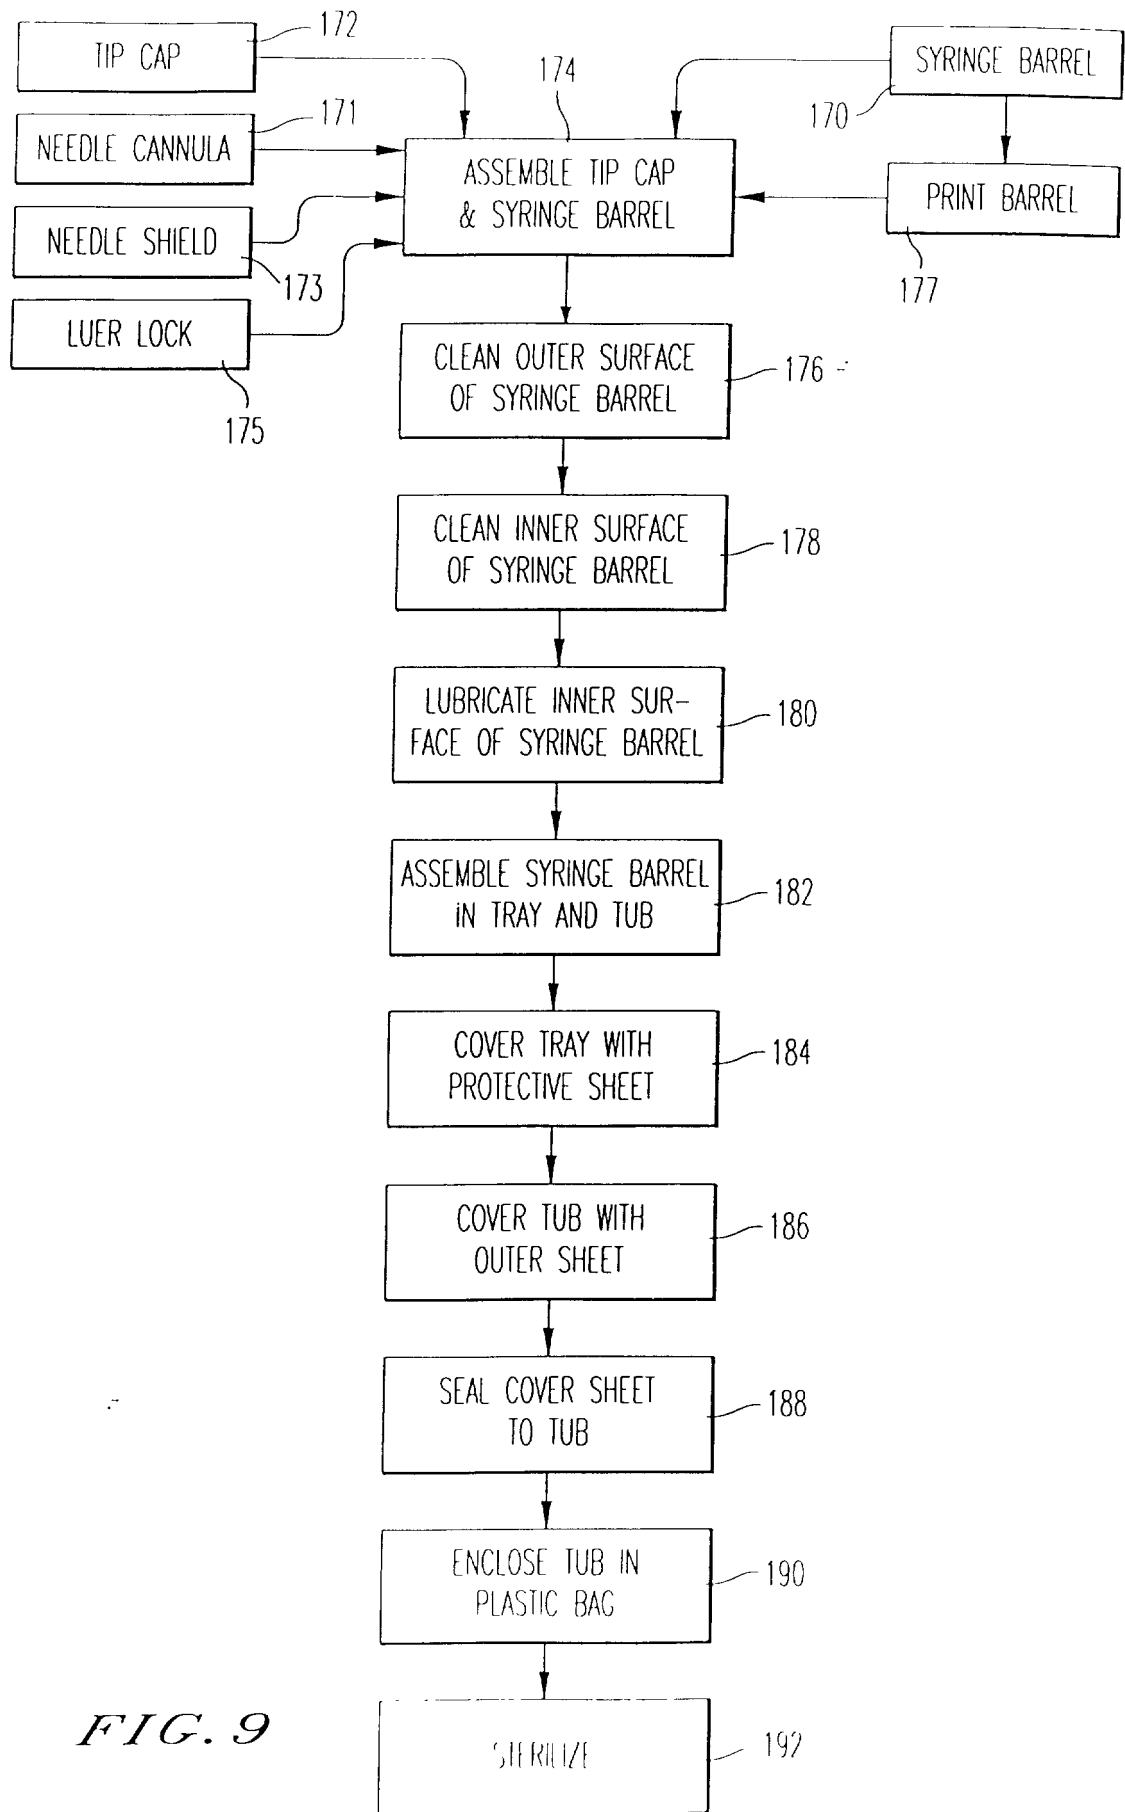 TIP CAP
172
NEEDLE CANNULA
171
NEEDLE SHIELD
173
LUER LOCK
175
174
ASSEMBLE TIP CAP
& SYRINGE BARREL
SYRINGE BARREL
170
PRINT BARREL
177
CLEAN OUTER SURFACE
OF SYRINGE BARREL
176
CLEAN INNER SURFACE
OF SYRINGE BARREL
178
LUBRICATE INNER SUR-
FACE OF SYRINGE BARREL
180
ASSEMBLE SYRINGE BARREL
IN TRAY AND TUB
182
COVER TRAY WITH
PROTECTIVE SHEET
184
COVER TUB WITH
OUTER SHEET
186
SEAL COVER SHEET
TO TUB
188
ENCLOSE TUB IN
PLASTIC BAG
190
STERILIZE
192
FIG. 9